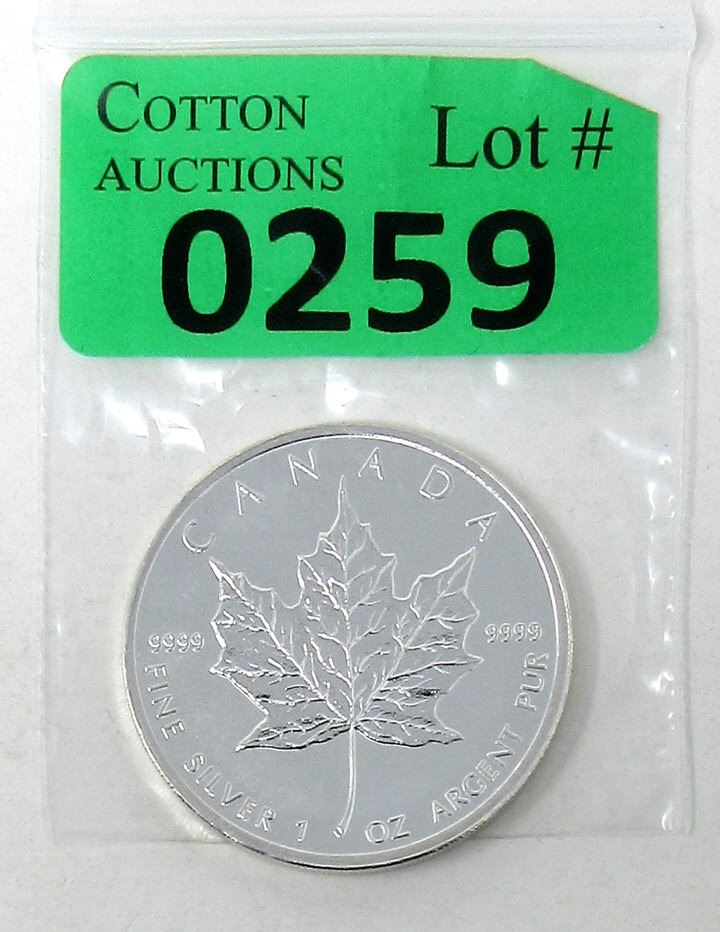 COTTON
AUCTIONS
Lot #
0259
CANADA
9999
9999
FINE SILVER 1 OZ ARGENT PUR